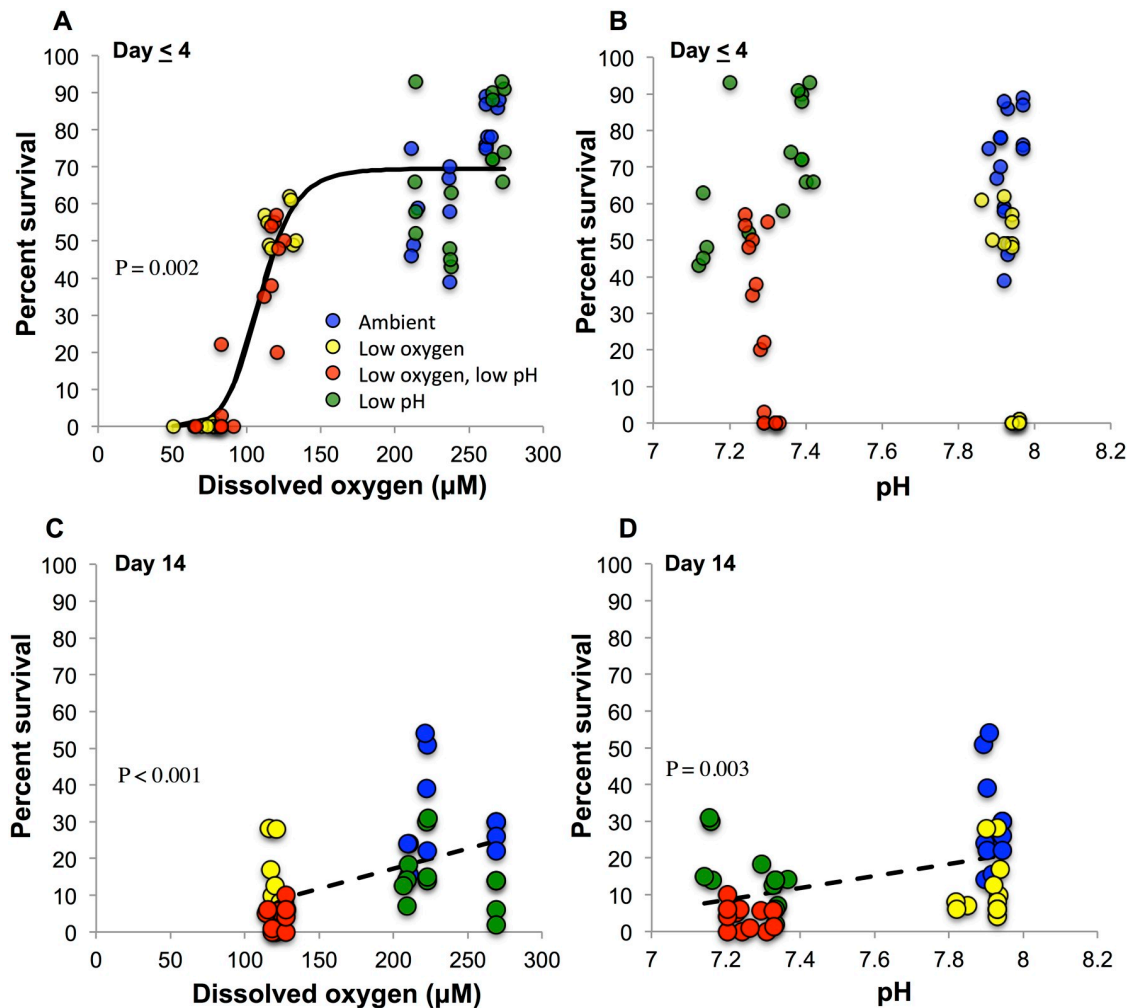 A
Day ≤ 4
100
90
80
70
60
50
40
30
20
10
0
Percent survival
P = 0.002
Ambient
Low oxygen
Low oxygen, low pH
Low pH
0 50 100 150 200 250 300
Dissolved oxygen (µM)
B
Day ≤ 4
100
90
80
70
60
50
40
30
20
10
0
Percent survival
7 7.2 7.4 7.6 7.8 8 8.2
pH
C
Day 14
100
90
80
70
60
50
40
30
20
10
0
Percent survival
P < 0.001
0 50 100 150 200 250 300
Dissolved oxygen (µM)
D
Day 14
100
90
80
70
60
50
40
30
20
10
0
Percent survival
P = 0.003
7 7.2 7.4 7.6 7.8 8 8.2
pH